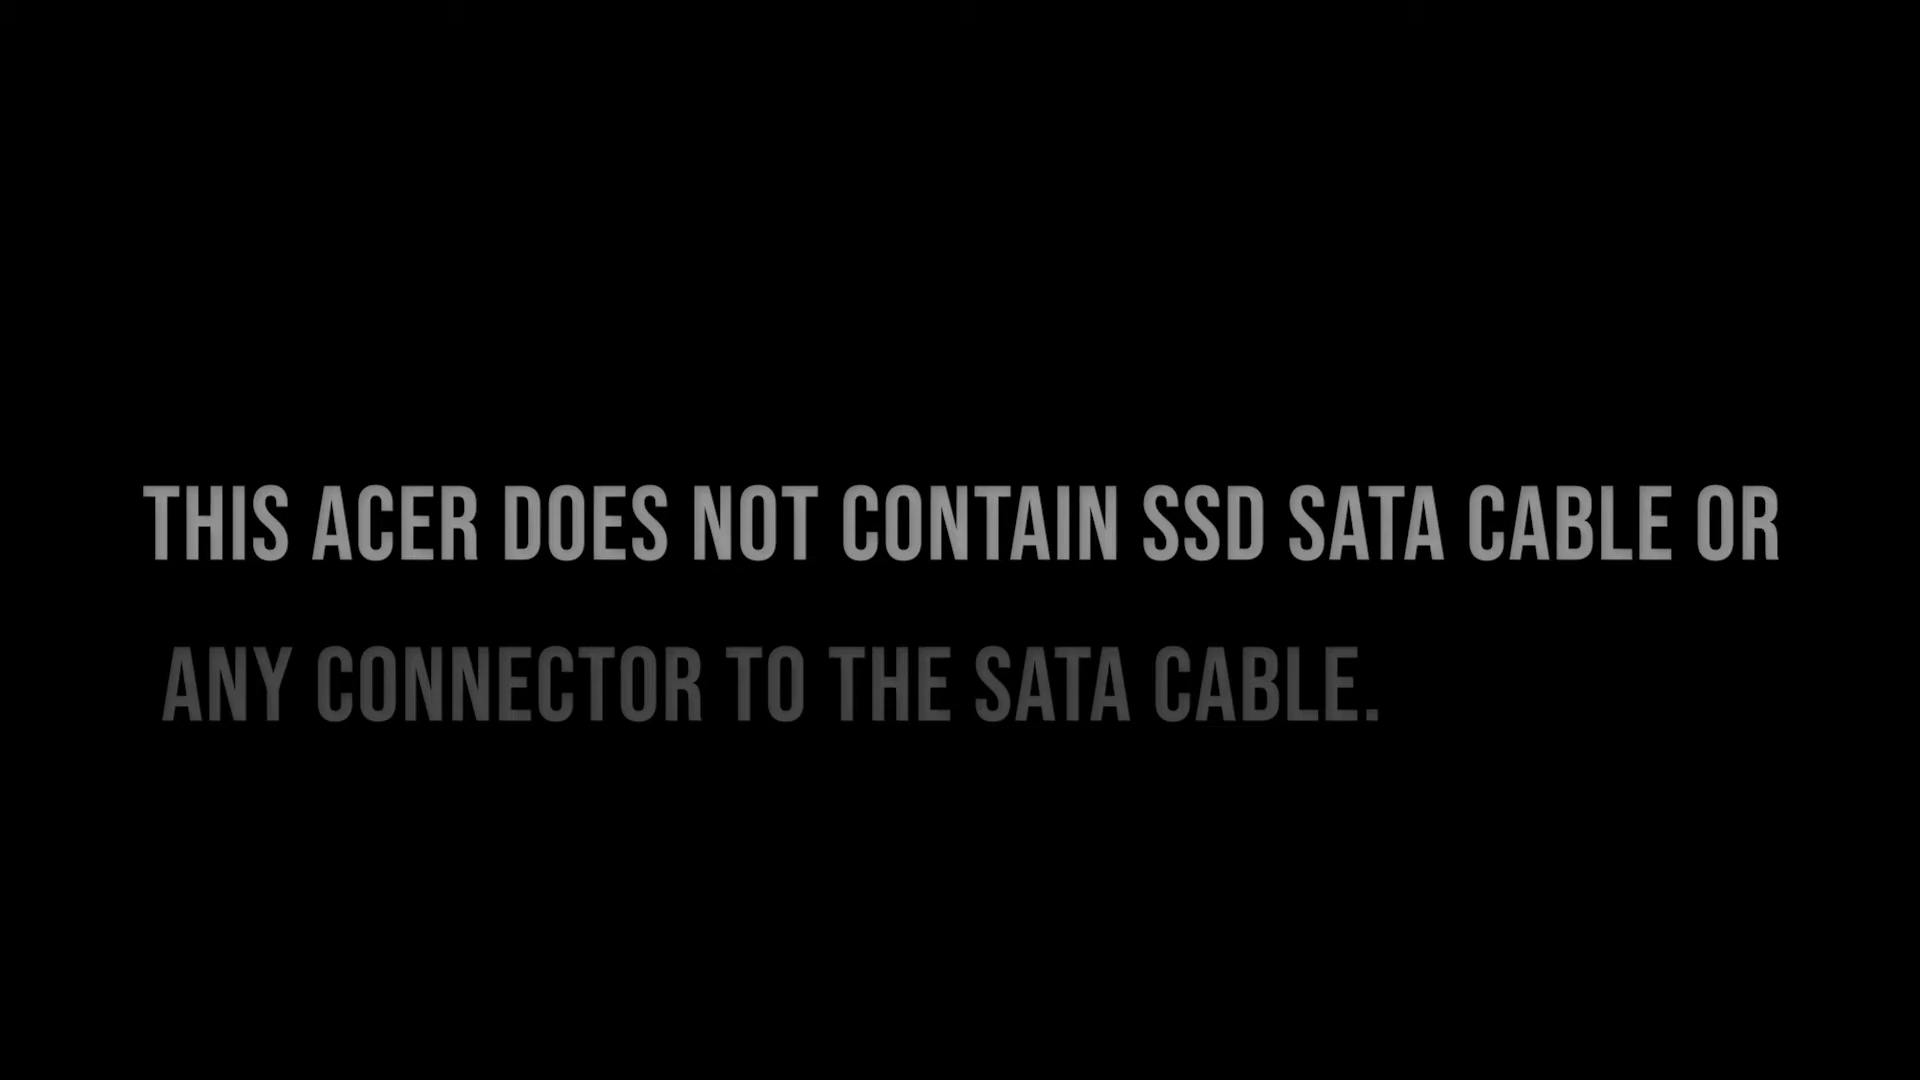 THIS ACER DOES NOT CONTAIN SSD SATA CABLE OR
ANY CONNECTOR TO THE SATA CABLE.